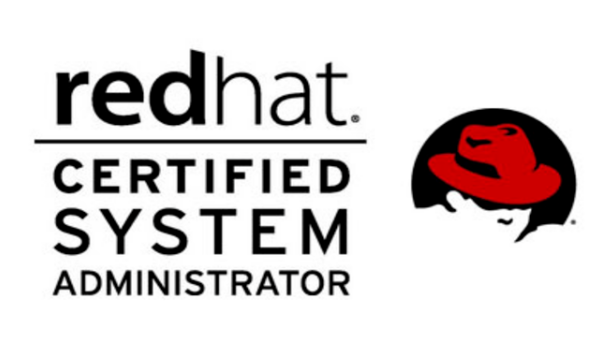 redhat®
CERTIFIED
SYSTEM
ADMINISTRATOR